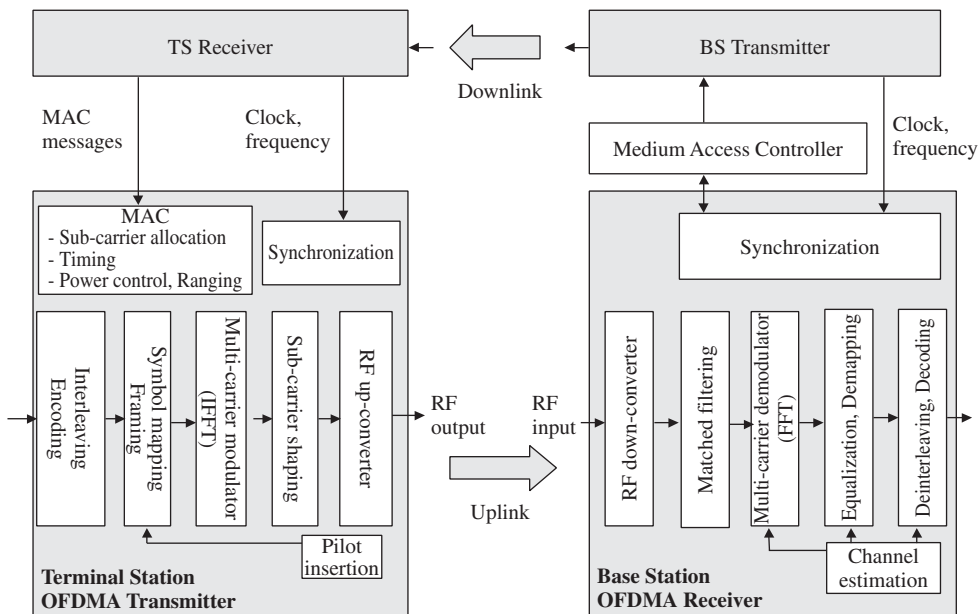 TS Receiver
BS Transmitter
Downlink
MAC
messages
Clock,
frequency
Medium Access Controller
Clock,
frequency
MAC
- Sub-carrier allocation
- Timing
- Power control, Ranging
Synchronization
Synchronization
Interleaving
Encoding
Symbol mapping
Framing
Multi-carrier modulator
(IFFT)
Sub-carrier shaping
RF up-converter
RF
output
Uplink
RF
input
RF down-converter
Matched filtering
Multi-carrier demodulator
(FFT)
Equalization, Demapping
Deinterleaving, Decoding
Pilot
insertion
Channel
estimation
Terminal Station
OFDMA Transmitter
Base Station
OFDMA Receiver